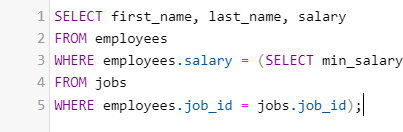 1 SELECT first_name, last_name, salary
2 FROM employees
3 WHERE employees.salary = (SELECT min_salary
4 FROM jobs
5 WHERE employees.job_id = jobs.job_id);